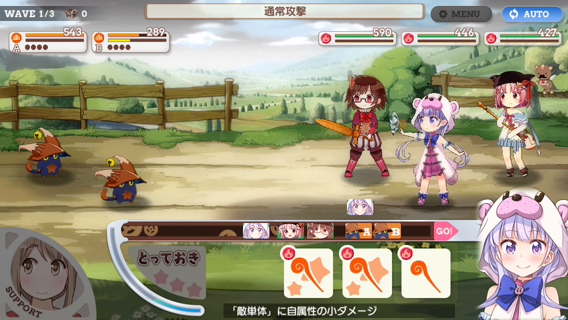 WAVE 1/3 0
通常攻撃
MENU
AUTO
543
289
A
B
590
446
427
A B GO!
とっておき
SUPPORT
「敵単体」に自属性の小ダメージ